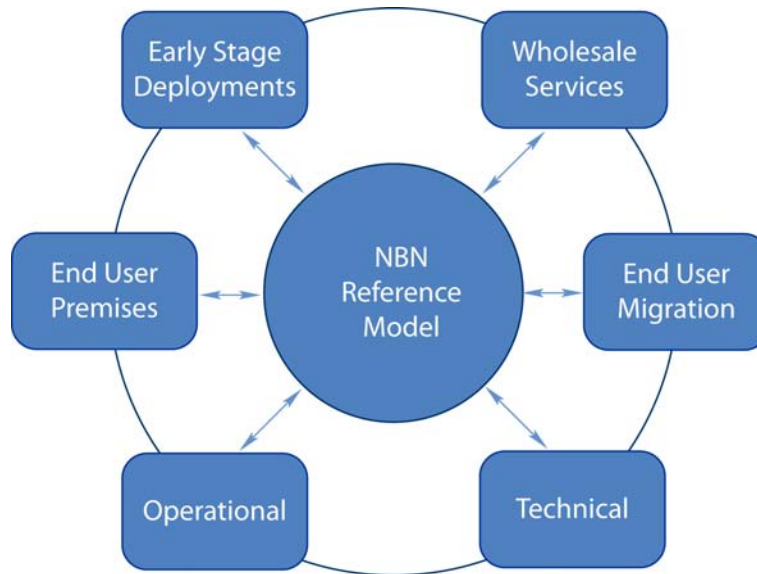 Early Stage
Deployments
Wholesale
Services
End User
Premises
NBN
Reference
Model
End User
Migration
Operational
Technical